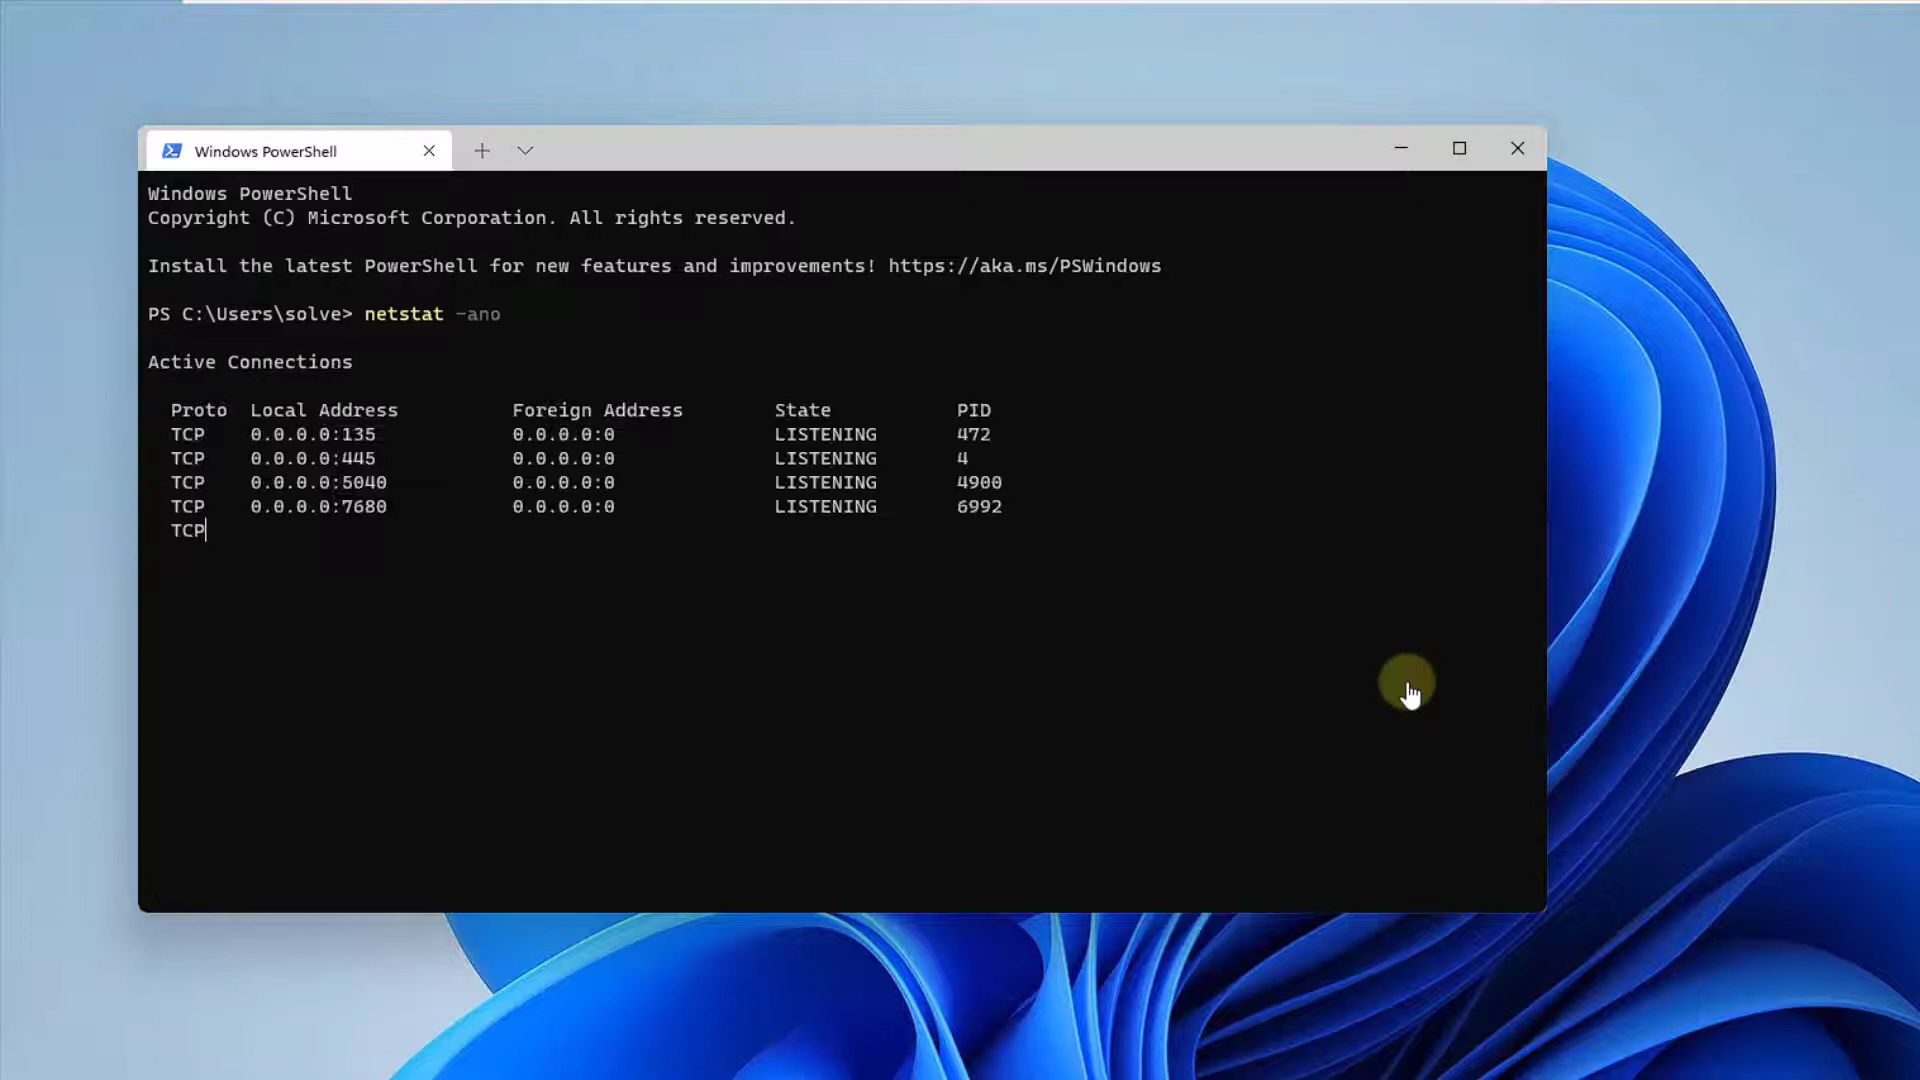 Windows PowerShell
Windows PowerShell
Copyright (C) Microsoft Corporation. All rights reserved.
Install the latest PowerShell for new features and improvements! https://aka.ms/PSWindows
PS C:\Users\solve> netstat -ano
Active Connections
Proto Local Address Foreign Address State PID
TCP 0.0.0.0:135 0.0.0.0:0 LISTENING 472
TCP 0.0.0.0:445 0.0.0.0:0 LISTENING 4
TCP 0.0.0.0:5040 0.0.0.0:0 LISTENING 4900
TCP 0.0.0.0:7680 0.0.0.0:0 LISTENING 6992
TCP